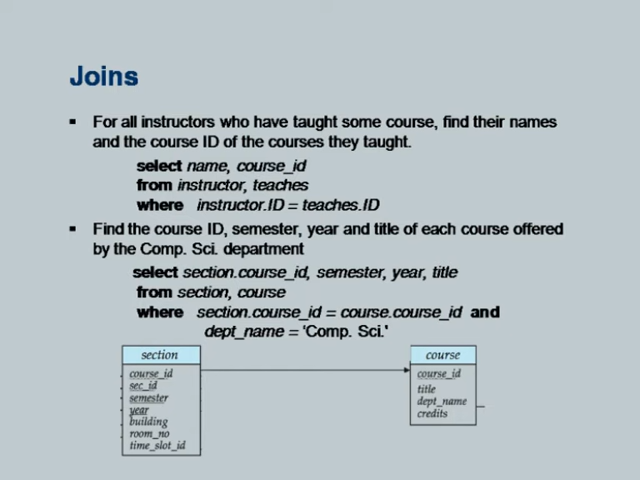 Joins
For all instructors who have taught some course, find their names
and the course ID of the courses they taught.
select name, course_id
from instructor, teaches
where instructor.ID = teaches.ID
Find the course ID, semester, year and title of each course offered
by the Comp. Sci. department
select section.course_id, semester, year, title
from section, course
where section.course_id = course.course_id and
dept_name = 'Comp. Sci.'
section
course_id
sec_id
semester
year
building
room_no
time_slot_id
course
course_id
title
dept_name
credits